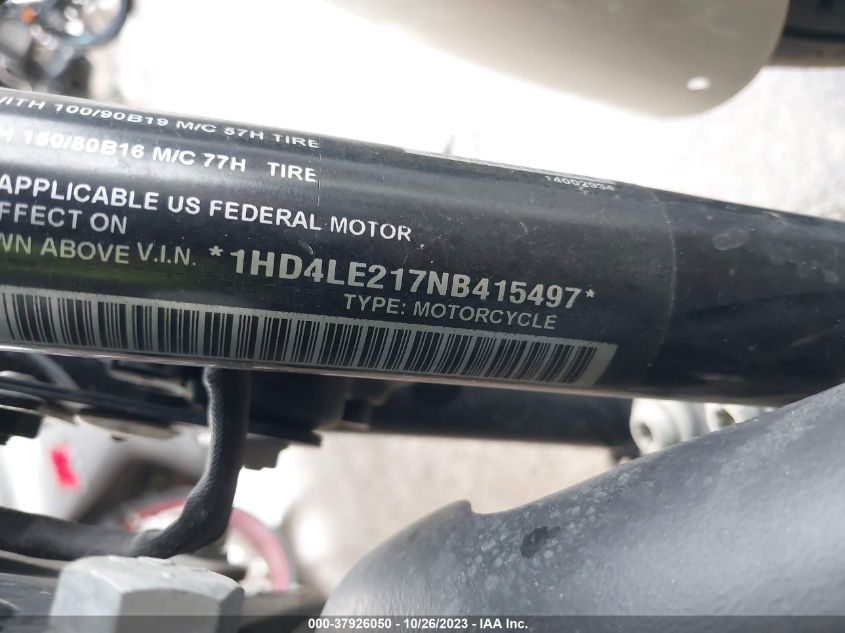 WITH 100/90B19 M/C 57H TIRE
H 150/80B16 M/C 77H TIRE
APPLICABLE US FEDERAL MOTOR
FFECT ON
WN ABOVE V.I.N. *1HD4LE217NB415497*
TYPE: MOTORCYCLE
14002934
000-37926050 - 10/26/2023 - IAA Inc.